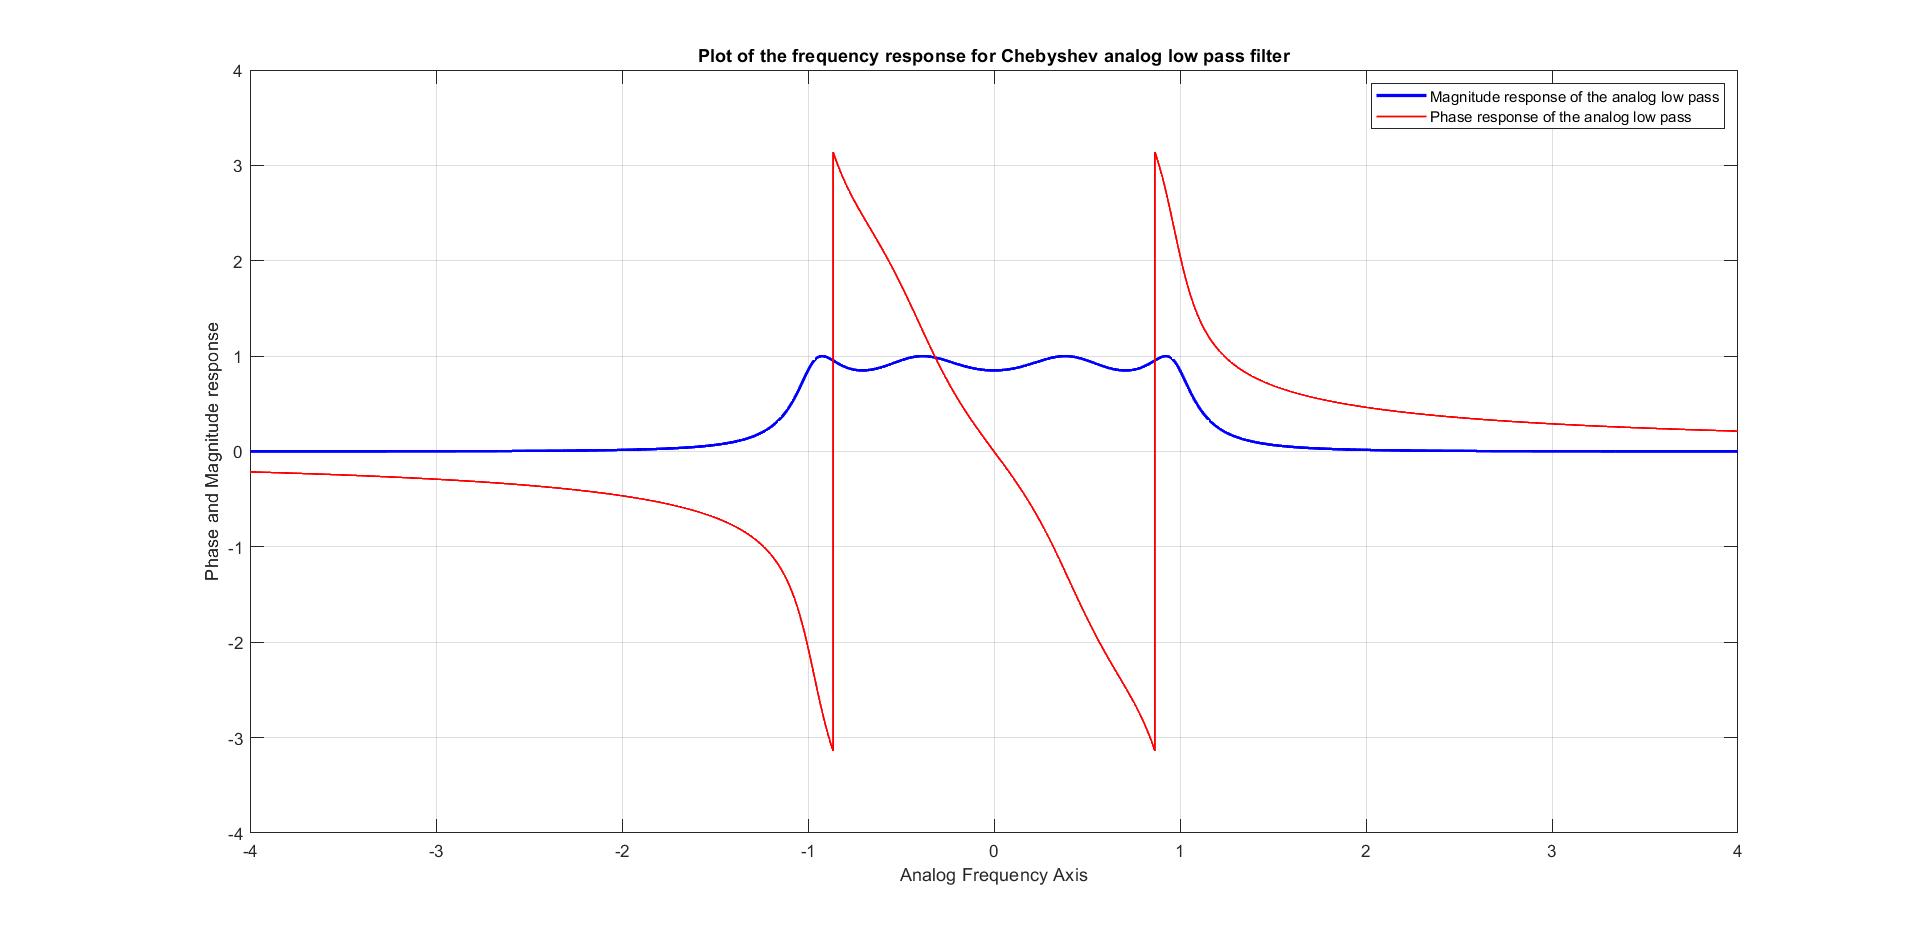 Plot of the frequency response for Chebyshev analog low pass filter
Magnitude response of the analog low pass
Phase response of the analog low pass
Phase and Magnitude response
4
3
2
1
0
-1
-2
-3
-4
-4 -3 -2 -1 0 1 2 3 4
Analog Frequency Axis